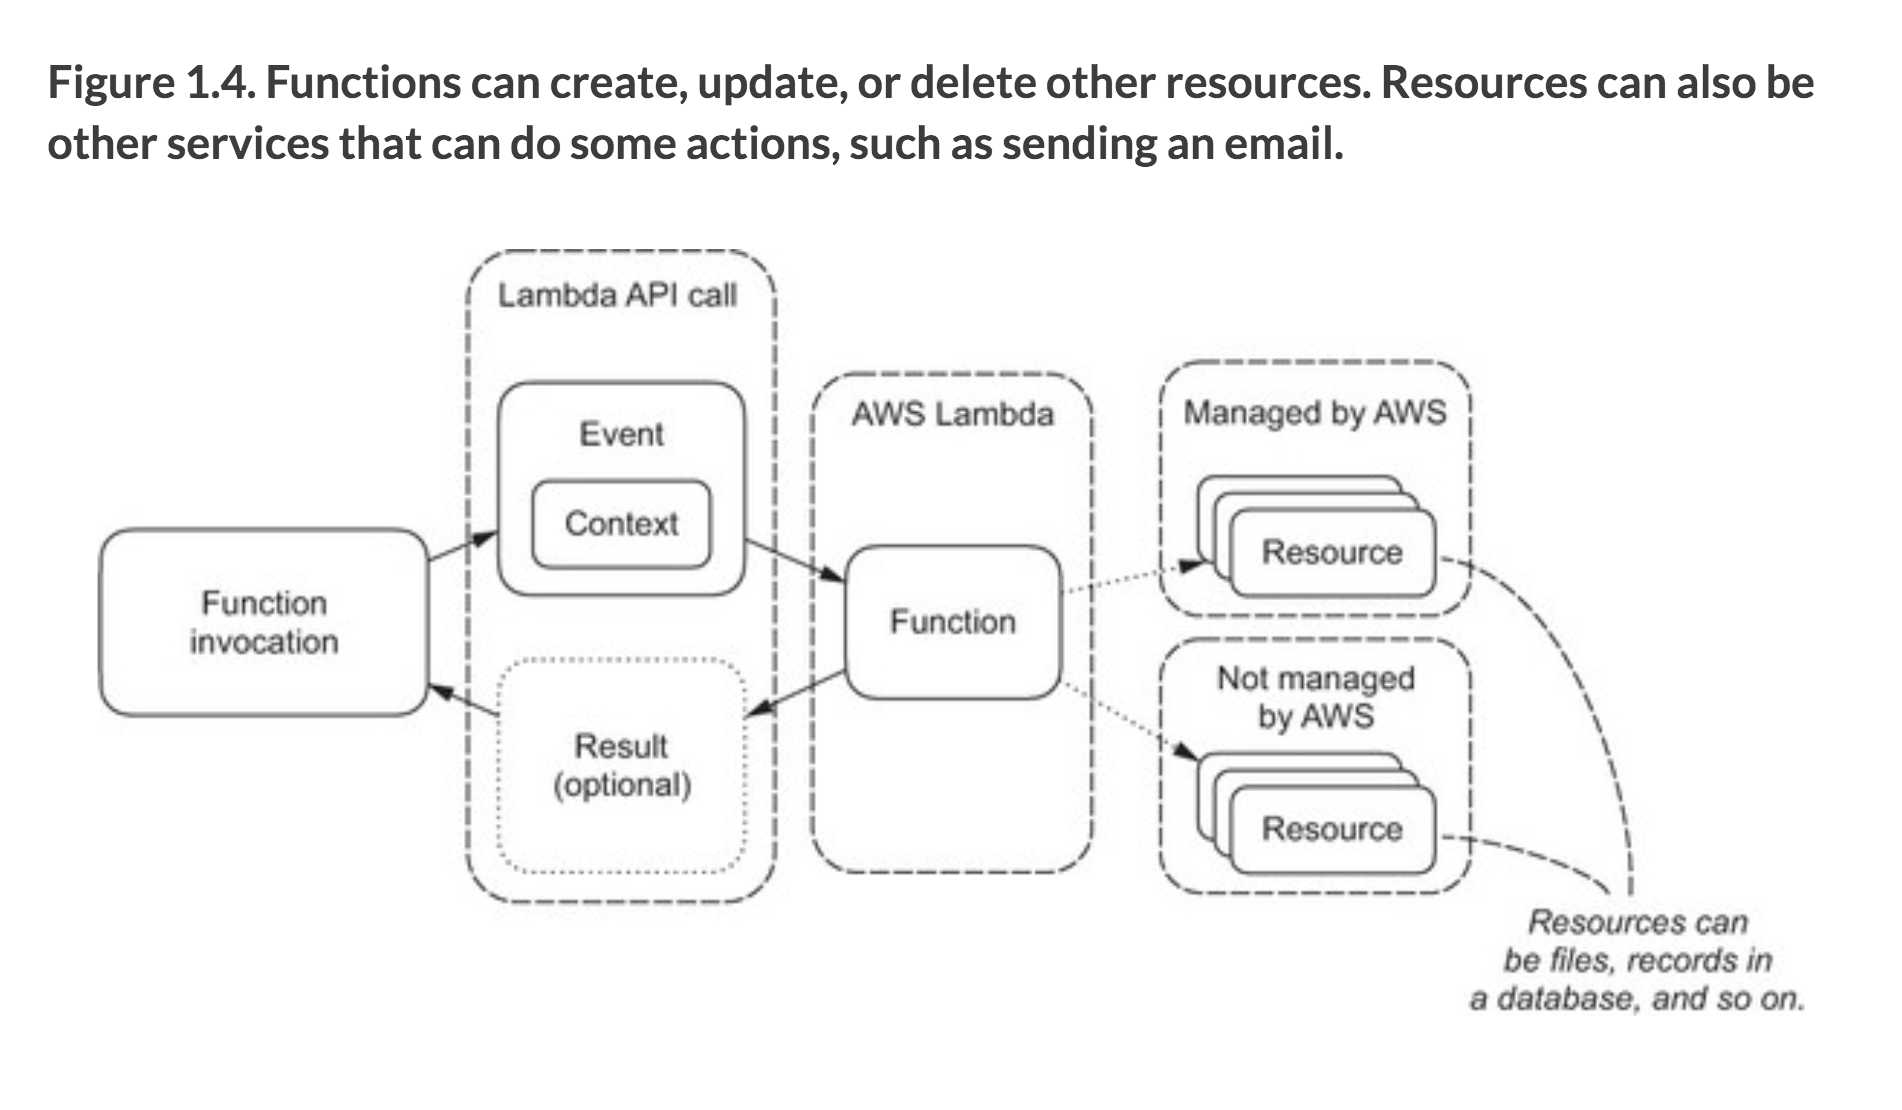 Figure 1.4. Functions can create, update, or delete other resources. Resources can also be
other services that can do some actions, such as sending an email.
Lambda API call
Event
Context
Function
invocation
Result
(optional)
AWS Lambda
Function
Managed by AWS
Resource
Not managed
by AWS
Resource
Resources can
be files, records in
a database, and so on.